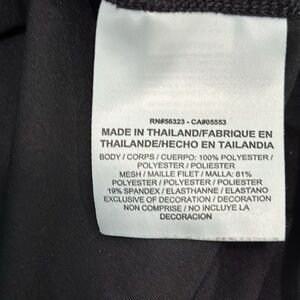 RN#56323 - CA#05553
MADE IN THAILAND/FABRIQUE EN
THAILANDE/HECHO EN TAILANDIA
BODY / CORPS / CUERPO: 100% POLYESTER /
POLYESTER / POLIESTER
MESH / MAILLE FILET / MALLA: 81%
POLYESTER / POLYESTER / POLIESTER
19% SPANDEX / ELASTHANNE / ELASTANO
EXCLUSIVE OF DECORATION / DECORATION
NON COMPRISE / NO INCLUYE LA
DECORACION